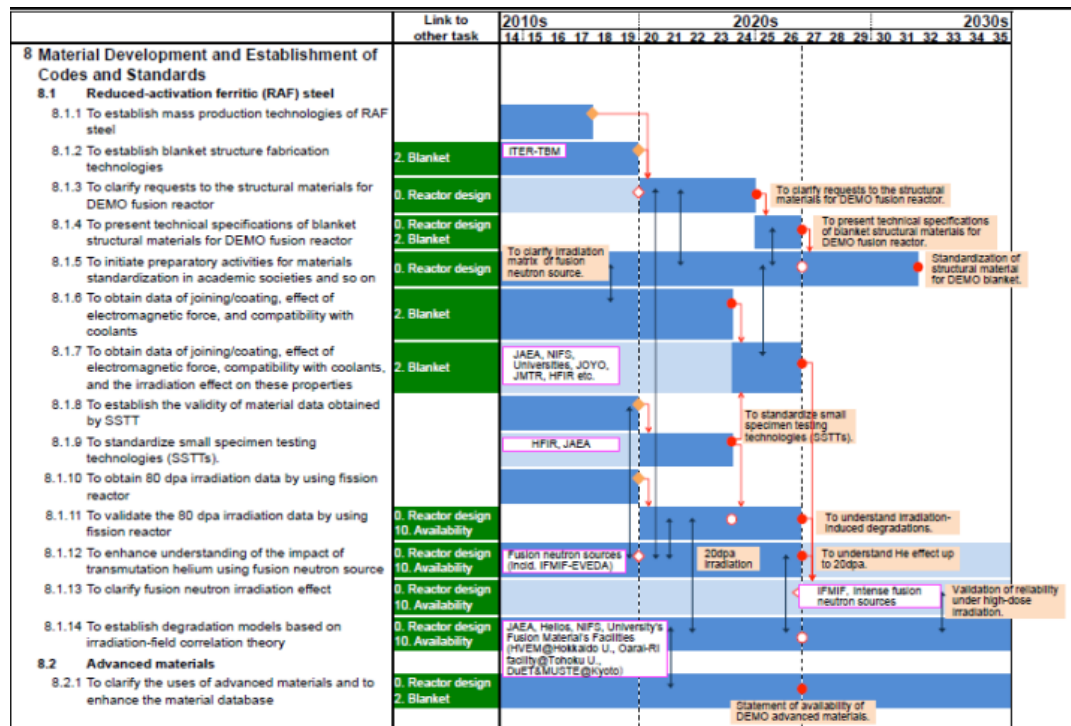 Link to other task
2010s 2020s 2030s
14 15 16 17 18 19 20 21 22 23 24 25 26 27 28 29 30 31 32 33 34 35
8 Material Development and Establishment of
Codes and Standards
8.1 Reduced-activation ferritic (RAF) steel
8.1.1 To establish mass production technologies of RAF
steel
8.1.2 To establish blanket structure fabrication
technologies
2. Blanket
ITER-TBM
8.1.3 To clarify requests to the structural materials for
DEMO fusion reactor
0. Reactor design
To clarify requests to the structural
materials for DEMO fusion reactor.
8.1.4 To present technical specifications of blanket
structural materials for DEMO fusion reactor
0. Reactor design
2. Blanket
To present technical specifications
of blanket structural materials for
DEMO fusion reactor.
8.1.5 To initiate preparatory activities for materials
standardization in academic societies and so on
0. Reactor design
To clarify irradiation
matrix of fusion
neutron source.
Standardization of
structural material
for DEMO blanket.
8.1.6 To obtain data of joining/coating, effect of
electromagnetic force, and compatibility with
coolants
2. Blanket
8.1.7 To obtain data of joining/coating, effect of
electromagnetic force, compatibility with coolants,
and the irradiation effect on these properties
2. Blanket
JAEA, NIFS,
Universities, JOYO,
JMTR, HFIR etc.
8.1.8 To establish the validity of material data obtained
by SSTT
To standardize small
specimen testing
technologies (SSTTs).
8.1.9 To standardize small specimen testing
technologies (SSTTs).
HFIR, JAEA
8.1.10 To obtain 80 dpa irradiation data by using fission
reactor
8.1.11 To validate the 80 dpa irradiation data by using
fission reactor
0. Reactor design
10. Availability
To understand irradiation-
induced degradations.
8.1.12 To enhance understanding of the impact of
transmutation helium using fusion neutron source
0. Reactor design
10. Availability
Fusion neutron sources
(Incld. IFMIF-EVEDA)
20dpa
irradiation
To understand He effect up
to 20dpa.
8.1.13 To clarify fusion neutron irradiation effect
0. Reactor design
10. Availability
IFMIF, Intense fusion
neutron sources
Validation of reliability
under high-dose
irradiation.
8.1.14 To establish degradation models based on
irradiation-field correlation theory
0. Reactor design
10. Availability
JAEA, Helios, NIFS, University's
Fusion Material's Facilities
(HVEM@Hokkaido U., Oarai-RI
facility@Tohoku U.,
DuET&MUSTE@Kyoto)
8.2 Advanced materials
8.2.1 To clarify the uses of advanced materials and to
enhance the material database
0. Reactor design
2. Blanket
Statement of availability of
DEMO advanced materials.